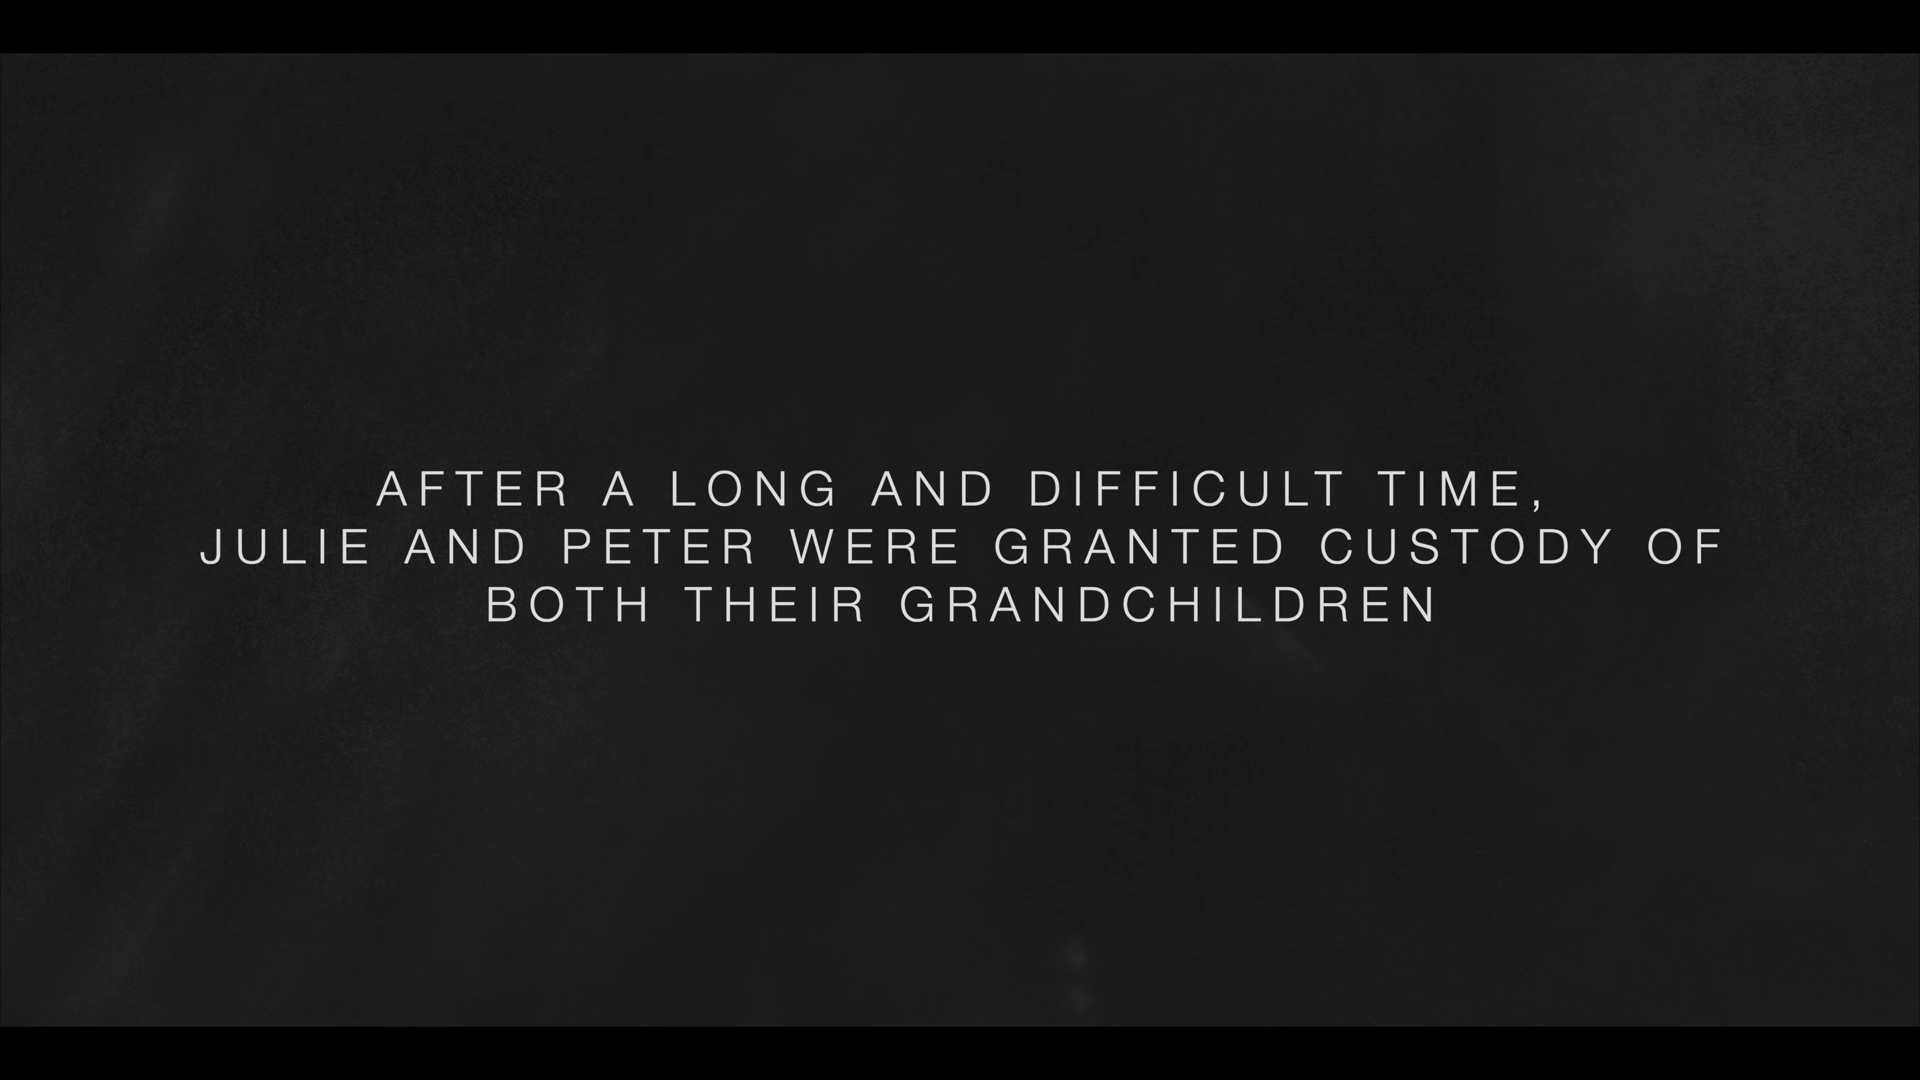 AFTER A LONG AND DIFFICULT TIME,
JULIE AND PETER WERE GRANTED CUSTODY OF
BOTH THEIR GRANDCHILDREN